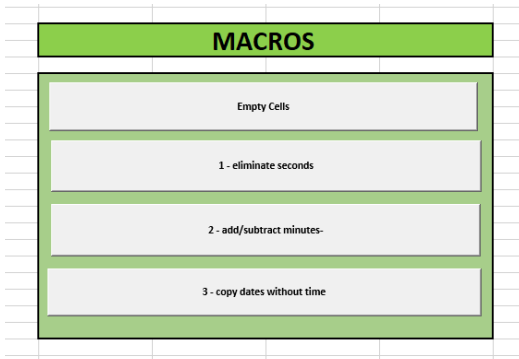 MACROS
Empty Cells
1 - eliminate seconds
2 - add/subtract minutes-
3 - copy dates without time